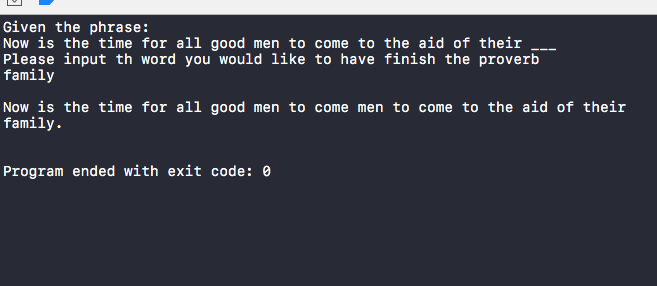 Given the phrase:
Now is the time for all good men to come to the aid of their ___
Please input th word you would like to have finish the proverb
family
Now is the time for all good men to come men to come to the aid of their
family.
Program ended with exit code: 0